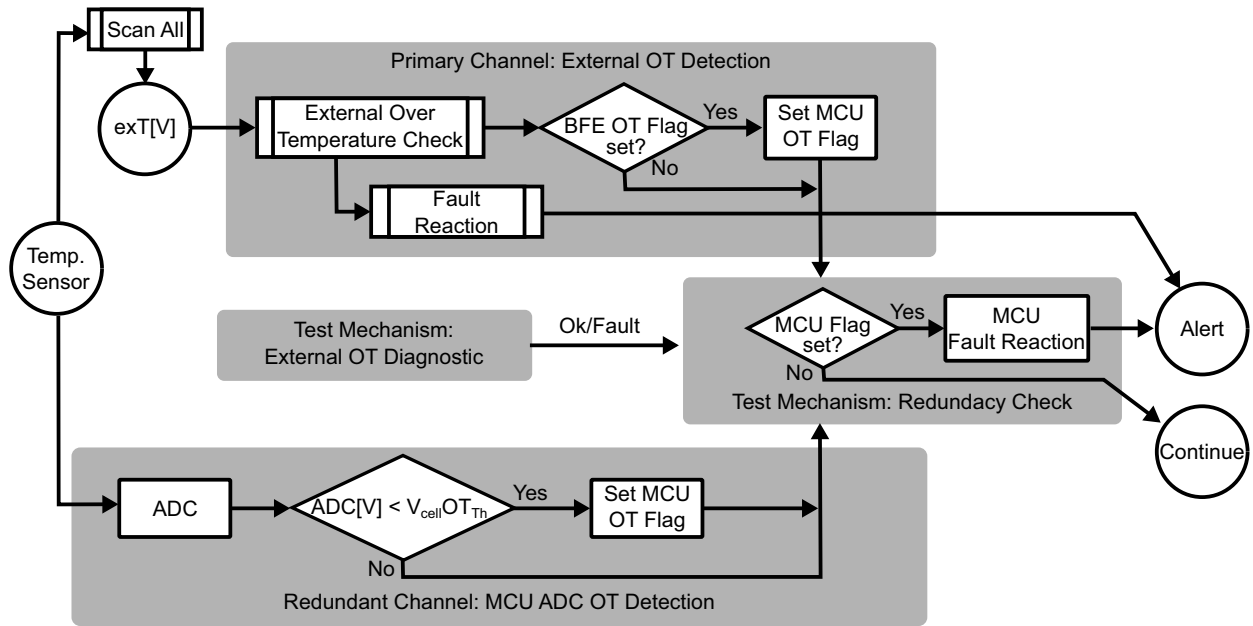 Scan All
Primary Channel: External OT Detection
exT[V]
External Over
Temperature Check
BFE OT Flag
set?
Yes
No
Set MCU
OT Flag
Fault
Reaction
Temp.
Sensor
Test Mechanism:
External OT Diagnostic
Ok/Fault
MCU Flag
set?
Yes
No
MCU
Fault Reaction
Alert
Test Mechanism: Redundacy Check
Continue
ADC
ADC[V] < VcellOTTh
Yes
No
Set MCU
OT Flag
Redundant Channel: MCU ADC OT Detection